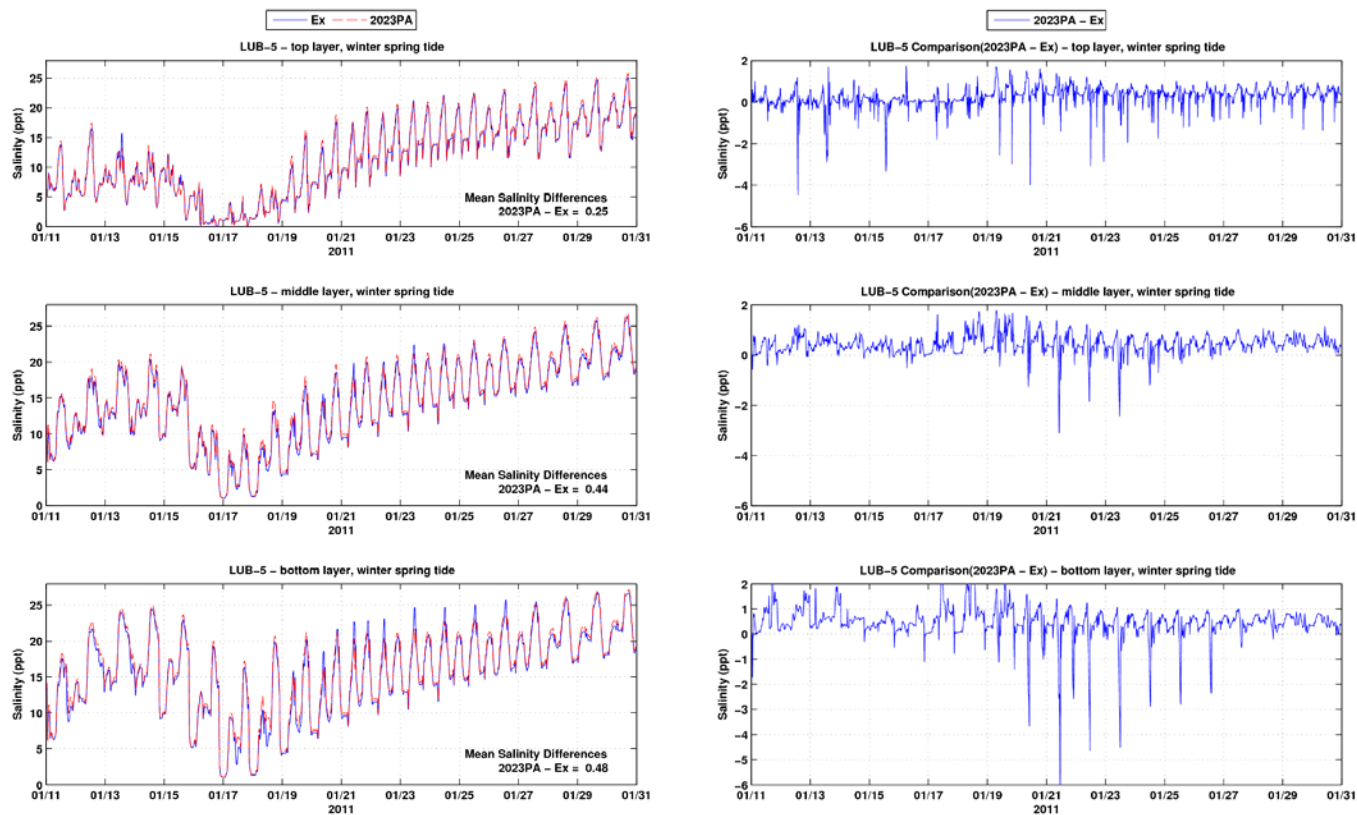 Ex 2023PA
2023PA − Ex
LUB−5 − top layer, winter spring tide
Salinity (ppt)
25
20
15
10
5
0
Mean Salinity Differences
2023PA − Ex = 0.25
01/11 01/13 01/15 01/17 01/19 01/21 01/23 01/25 01/27 01/29 01/31
2011
LUB−5 Comparison(2023PA − Ex) − top layer, winter spring tide
Salinity (ppt)
2
0
−2
−4
−6
01/11 01/13 01/15 01/17 01/19 01/21 01/23 01/25 01/27 01/29 01/31
2011
LUB−5 − middle layer, winter spring tide
Salinity (ppt)
25
20
15
10
5
0
Mean Salinity Differences
2023PA − Ex = 0.44
01/11 01/13 01/15 01/17 01/19 01/21 01/23 01/25 01/27 01/29 01/31
2011
LUB−5 Comparison(2023PA − Ex) − middle layer, winter spring tide
Salinity (ppt)
2
0
−2
−4
−6
01/11 01/13 01/15 01/17 01/19 01/21 01/23 01/25 01/27 01/29 01/31
2011
LUB−5 − bottom layer, winter spring tide
Salinity (ppt)
25
20
15
10
5
0
Mean Salinity Differences
2023PA − Ex = 0.48
01/11 01/13 01/15 01/17 01/19 01/21 01/23 01/25 01/27 01/29 01/31
2011
LUB−5 Comparison(2023PA − Ex) − bottom layer, winter spring tide
Salinity (ppt)
2
1
0
−1
−2
−3
−4
−5
−6
01/11 01/13 01/15 01/17 01/19 01/21 01/23 01/25 01/27 01/29 01/31
2011